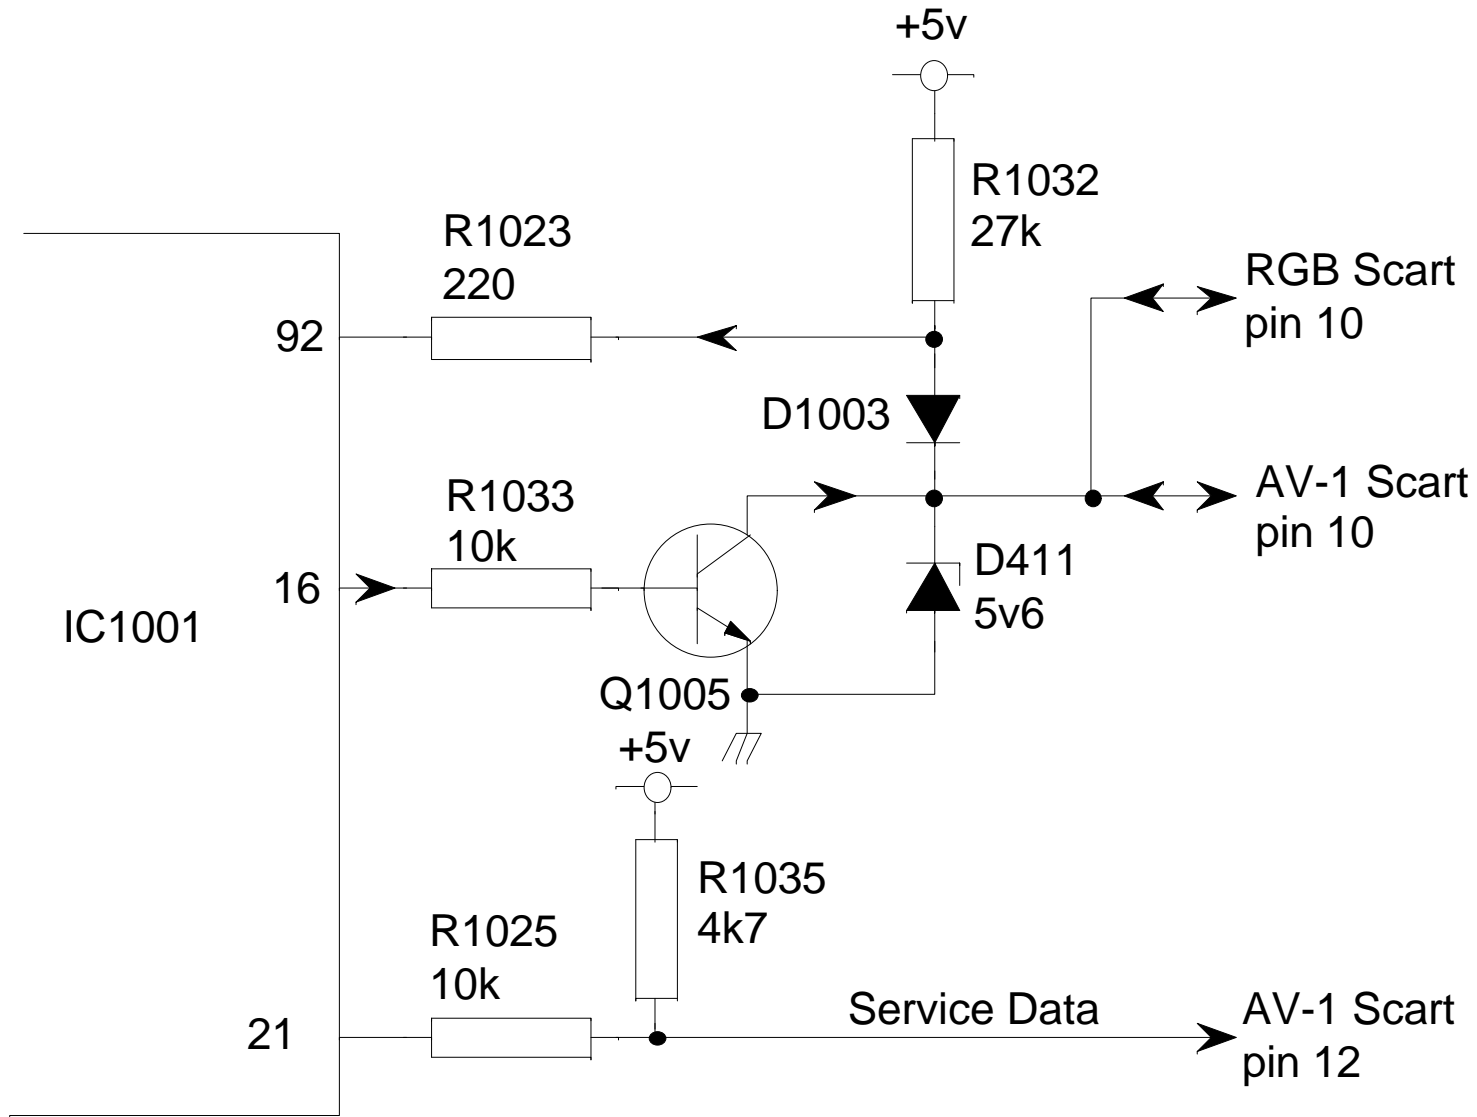 +5v
R1032
27k
R1023
220
RGB Scart
pin 10
92
D1003
R1033
10k
AV-1 Scart
pin 10
D411
5v6
16
IC1001
Q1005
+5v
R1035
4k7
R1025
10k
Service Data
AV-1 Scart
pin 12
21